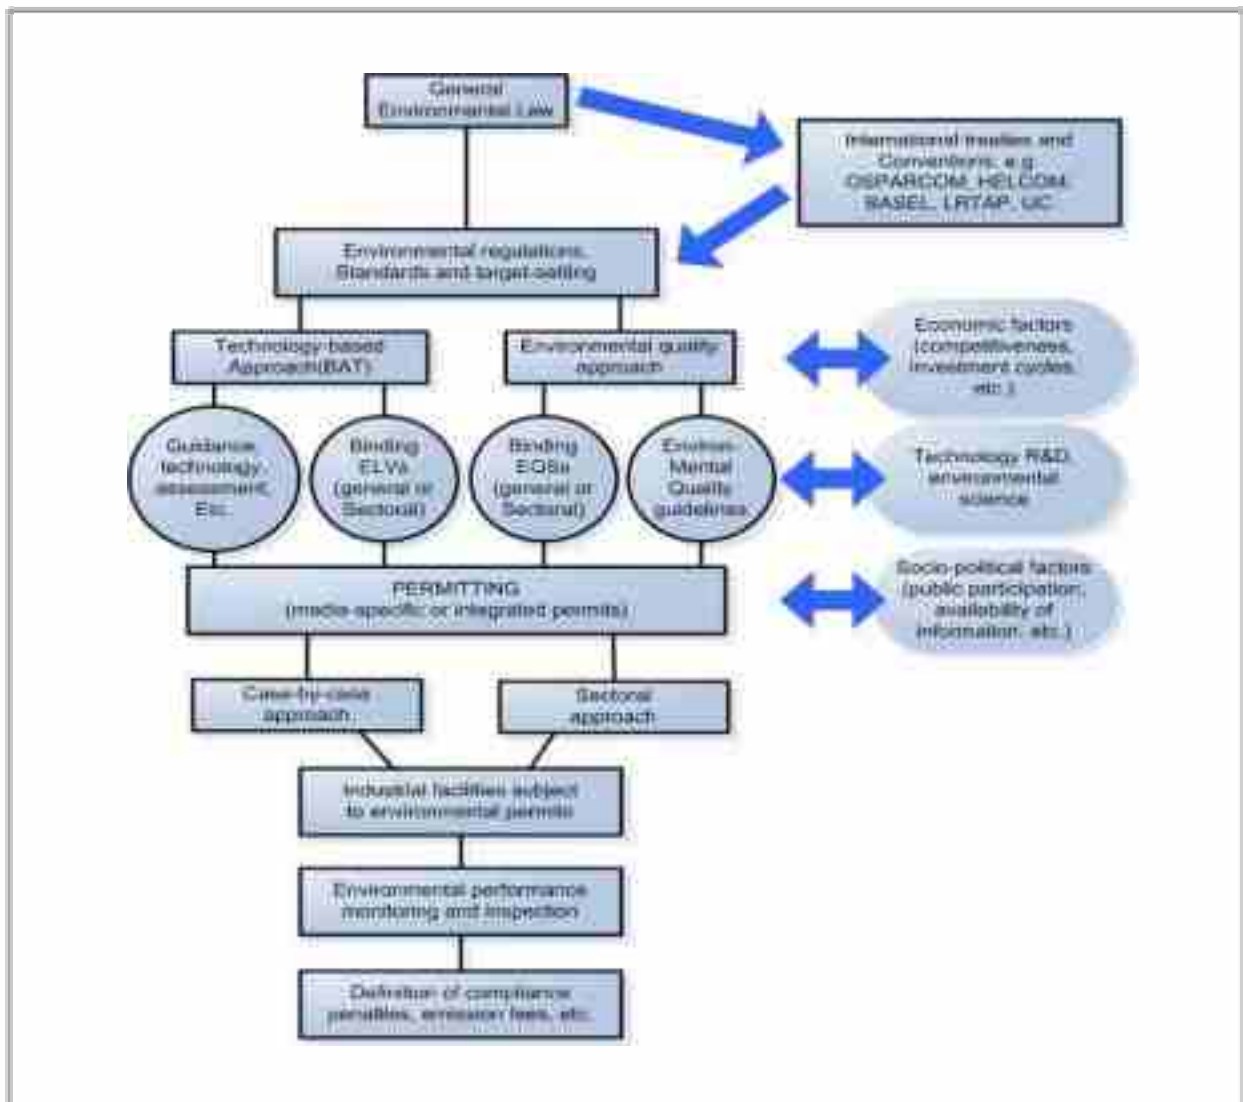 General
Environmental Law
International treaties and
Conventions, e.g.
OSPARCOM, HELCOM,
BASEL, LRTAP, IJC
Environmental regulations,
Standards and target-setting
Technology-based
Approach(BAT)
Environmental quality
approach
Economic factors
(competitiveness,
investment cycles,
etc.)
Guidance
technology,
assessment,
Etc.
Binding
ELVs
(general or
Sectoral)
Binding
EQSs
(general or
Sectoral)
Environ-
Mental
Quality
guidelines
Technology R&D,
environmental
science
PERMITTING
(media-specific or integrated permits)
Socio-political factors
(public participation,
availability of
information, etc.)
Case-by-case
approach
Sectoral
approach
Industrial facilities subject
to environmental permits
Environmental performance
monitoring and inspection
Definition of compliance
penalties, emission fees, etc.